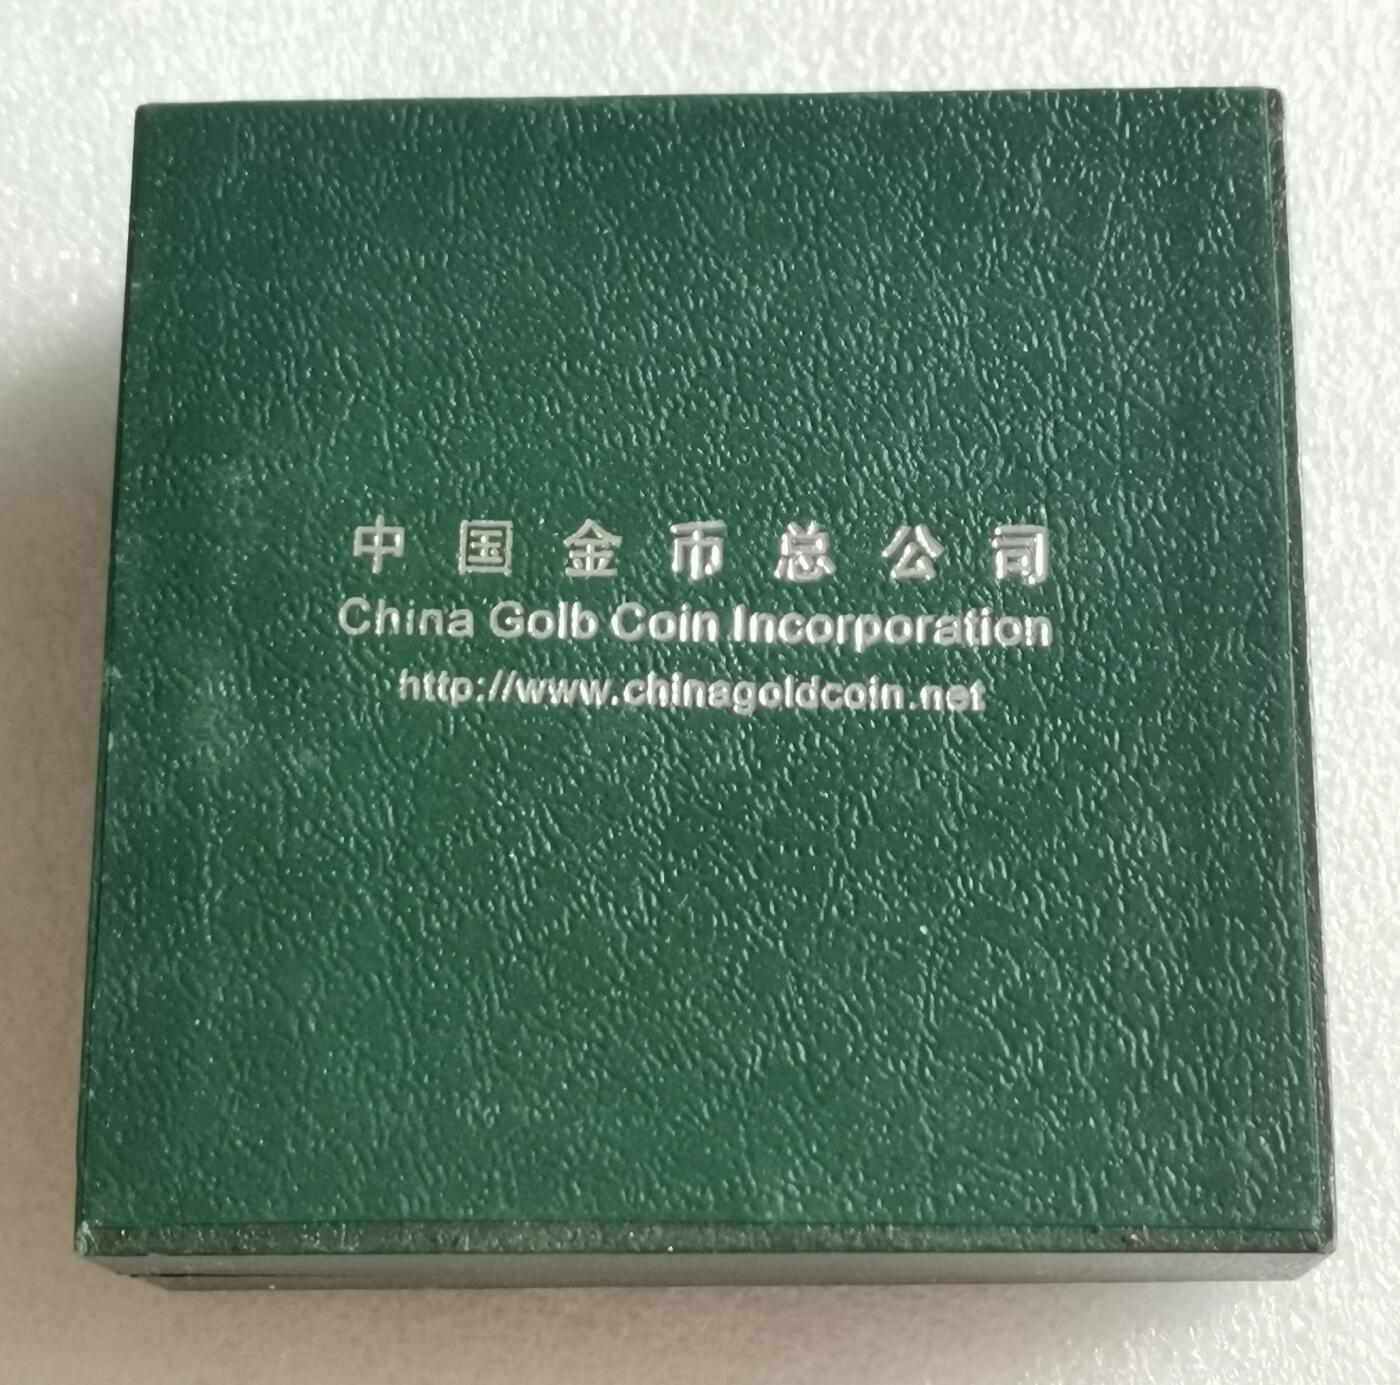 中国金币总公司
China Golb Coin Incorporation
http://www.chinagoldcoin.net